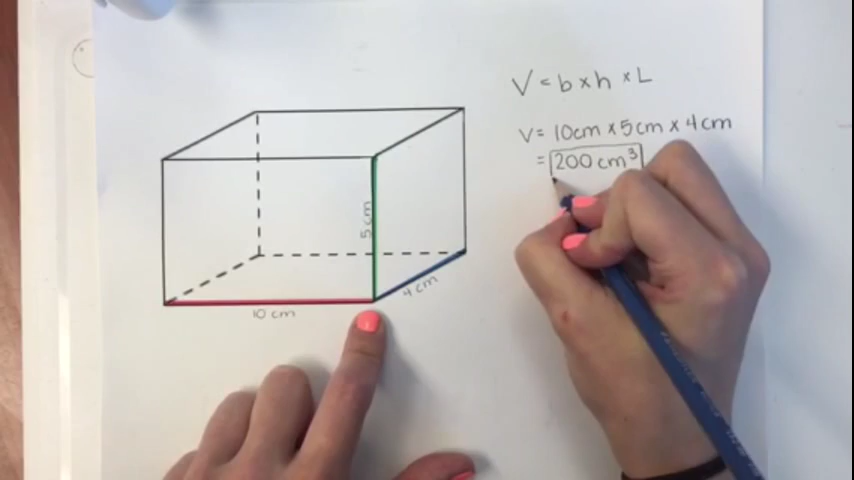 V = b x h x L
V = 10cm x 5cm x 4cm
= 200 cm³
5 cm
4 cm
10 cm